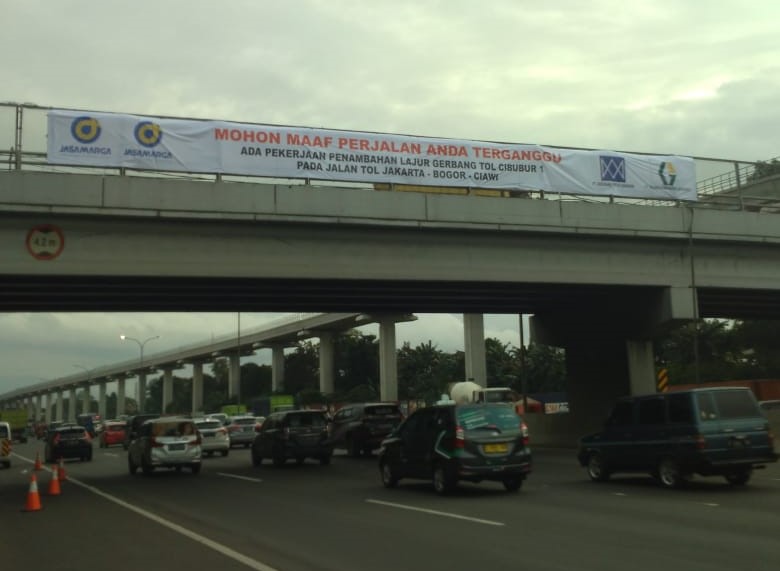 JASAMARGA JASAMARGA
MOHON MAAF PERJALAN ANDA TERGANGGU
ADA PEKERJAAN PENAMBAHAN LAJUR GERBANG TOL CIBUBUR 1
PADA JALAN TOL JAKARTA - BOGOR - CIAWI
4.2 m